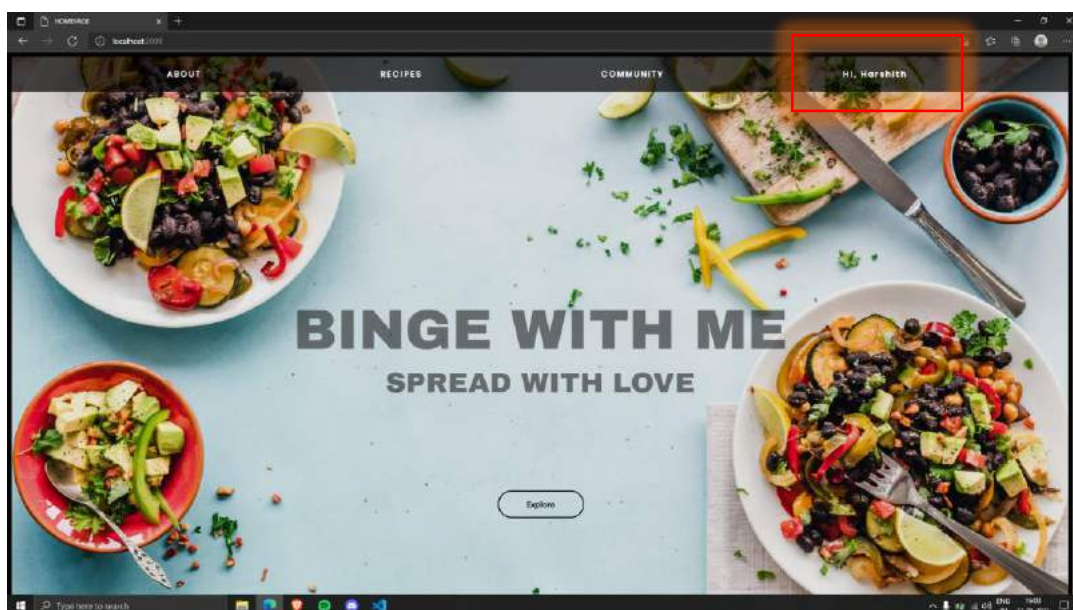 HOMEPAGE
localhost
ABOUT RECIPES COMMUNITY Hi, Harshith
BINGE WITH ME
SPREAD WITH LOVE
Explore
Type here to search
ENG